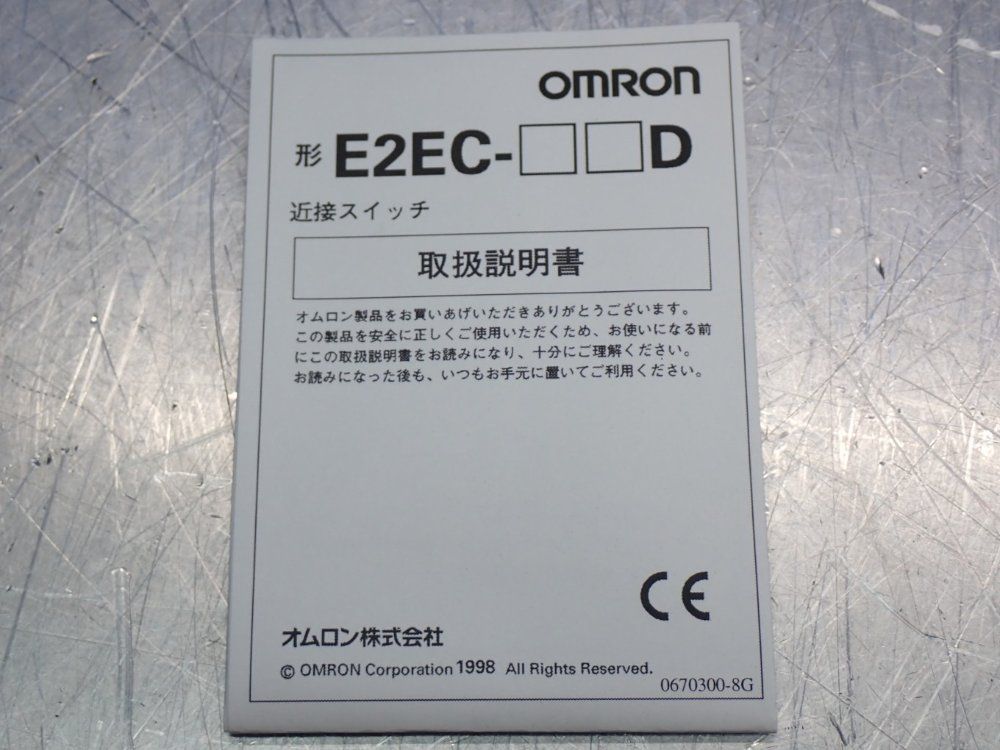 OMRON
形 E2EC-□□D
近接スイッチ
取扱説明書
オムロン製品をお買いあげいただきありがとうございます。
この製品を安全に正しくご使用いただくため、お使いになる前
にこの取扱説明書をお読みになり、十分にご理解ください。
お読みになった後も、いつもお手元に置いてご利用ください。
CE
オムロン株式会社
© OMRON Corporation 1998 All Rights Reserved.
0670300-8G